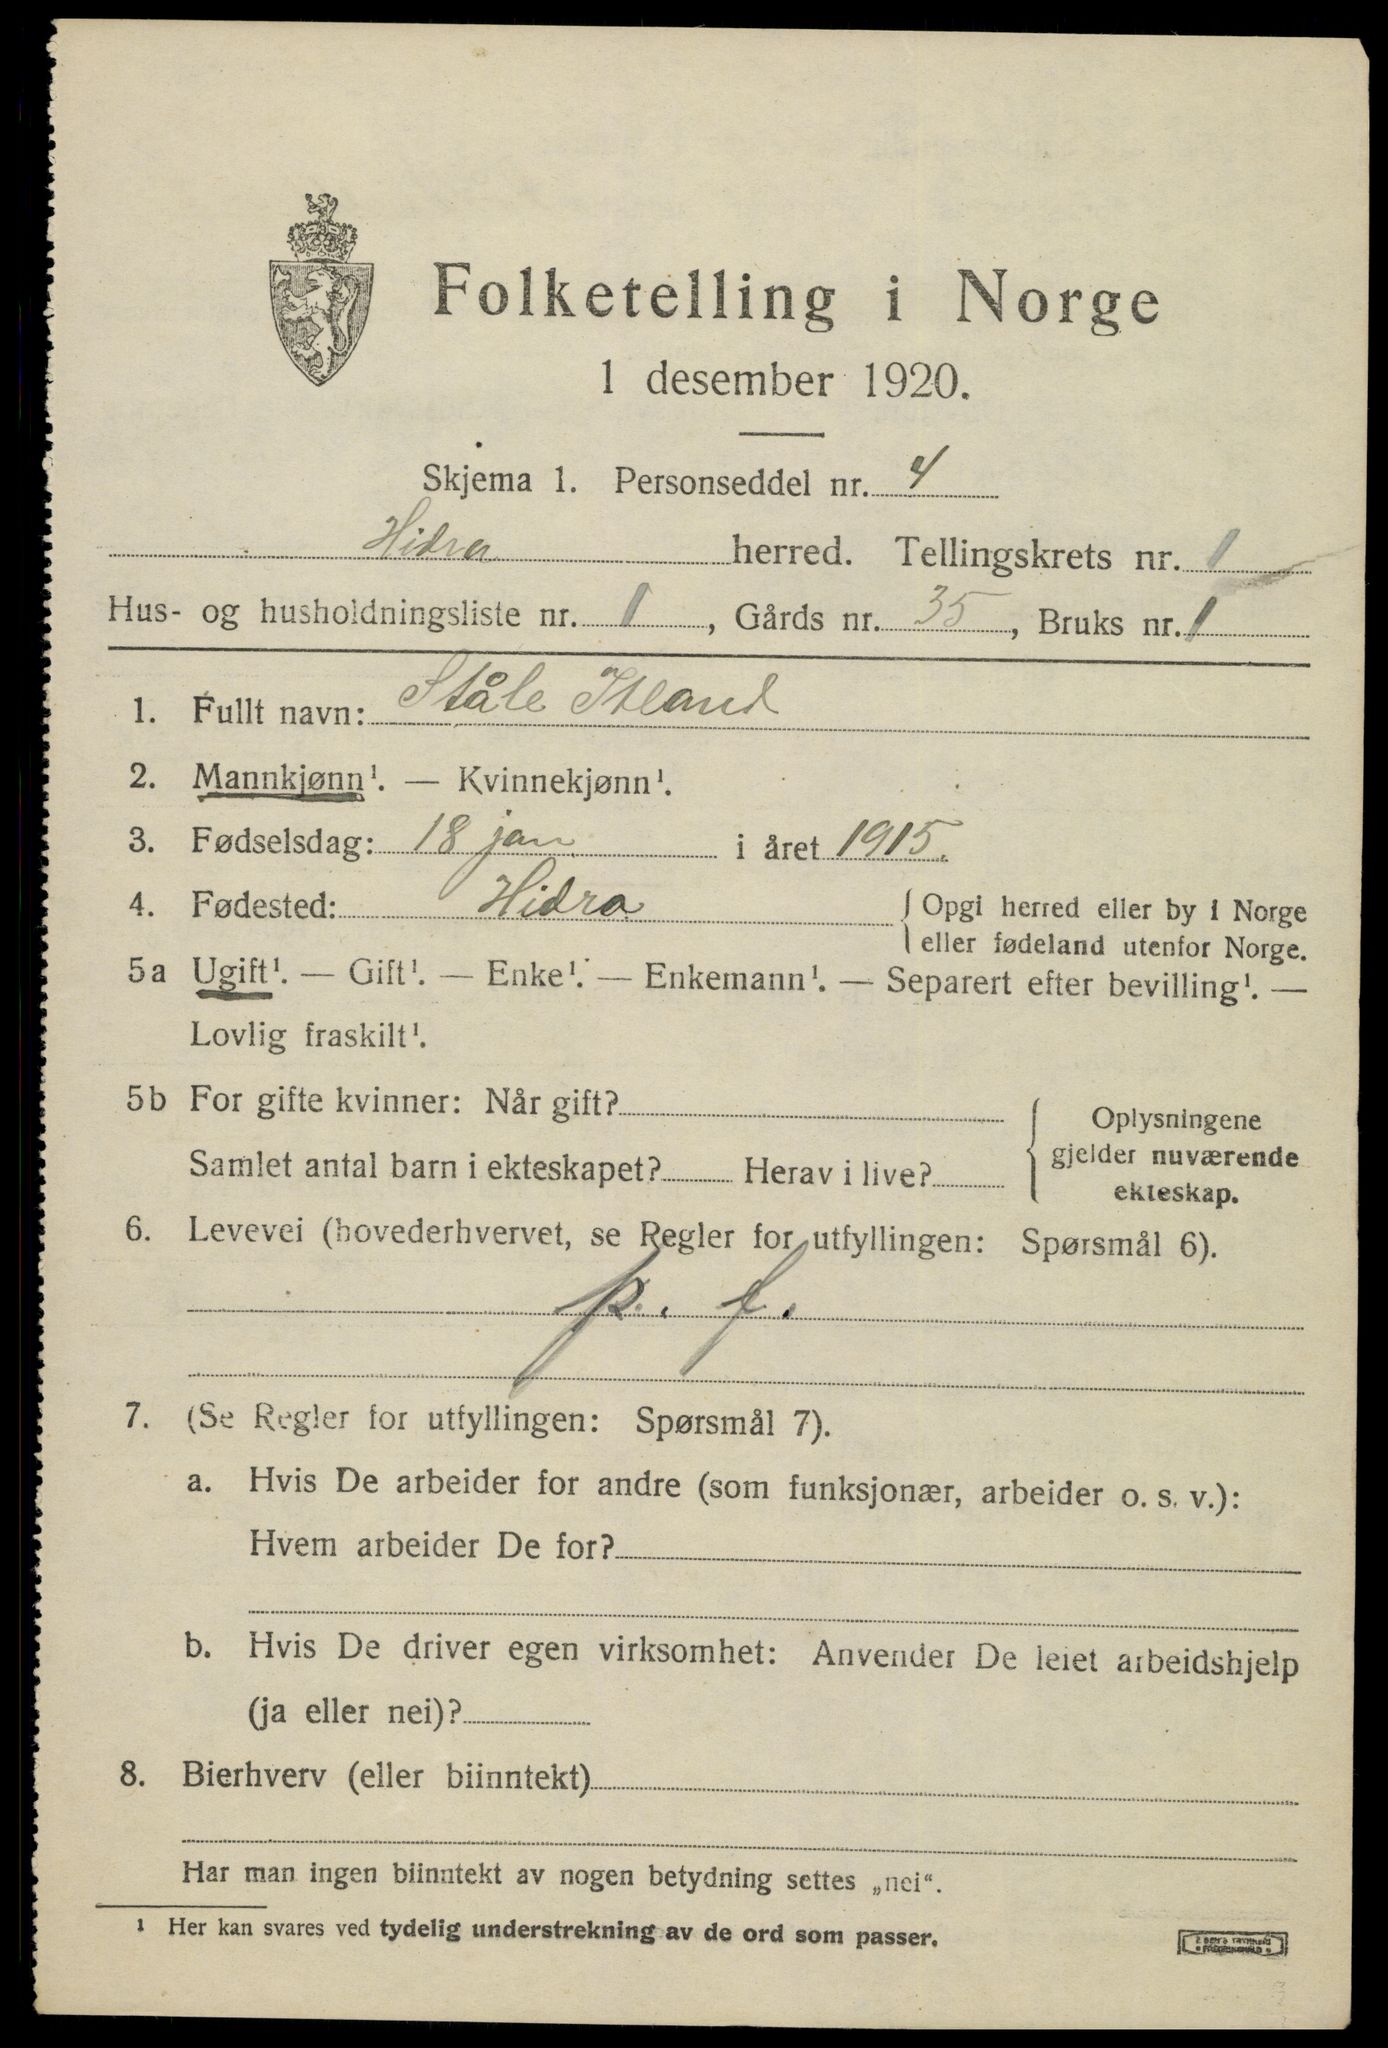 Folketelling i Norge
1 desember 1920.
Skjema 1. Personseddel nr. 4
Hidra herred. Tellingskrets nr. 1
Hus- og husholdningsliste nr. 1, Gårds nr. 35, Bruks nr. 1
1. Fullt navn: Ståle Itland
2. Mannkjønn¹. — Kvinnekjønn¹.
3. Fødselsdag: 18 jan i året 1915.
4. Fødested: Hidra { Opgi herred eller by i Norge
eller fødeland utenfor Norge.
5a Ugift¹. — Gift¹. — Enke¹. — Enkemann¹. — Separert efter bevilling¹. —
Lovlig fraskilt¹.
5b For gifte kvinner: Når gift?
Samlet antal barn i ekteskapet? Herav i live?
{ Oplysningene
gjelder nuværende
ekteskap.
6. Levevei (hovederhvervet, se Regler for utfyllingen: Spørsmål 6).
p. f.
7. (Se Regler for utfyllingen: Spørsmål 7).
a. Hvis De arbeider for andre (som funksjonær, arbeider o. s. v.):
Hvem arbeider De for?
b. Hvis De driver egen virksomhet: Anvender De leiet arbeidshjelp
(ja eller nei)?
8. Bierhverv (eller biinntekt)
Har man ingen biinntekt av nogen betydning settes „nei“.
¹ Her kan svares ved tydelig understrekning av de ord som passer.